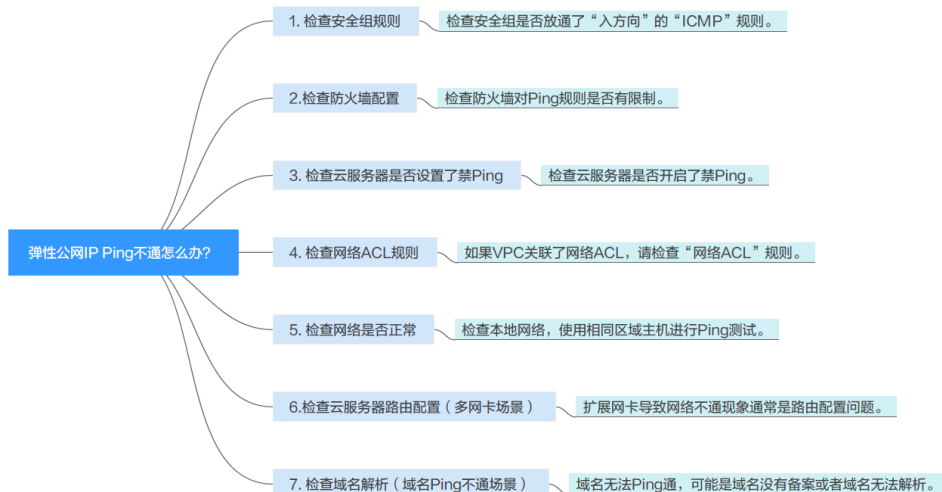 1. 检查安全组规则
检查安全组是否放通了“入方向”的“ICMP”规则。
2.检查防火墙配置
检查防火墙对Ping规则是否有限制。
3. 检查云服务器是否设置了禁Ping
检查云服务器是否开启了禁Ping。
弹性公网IP Ping不通怎么办?
4. 检查网络ACL规则
如果VPC关联了网络ACL，请检查“网络ACL”规则。
5. 检查网络是否正常
检查本地网络，使用相同区域主机进行Ping测试。
6.检查云服务器路由配置（多网卡场景）
扩展网卡导致网络不通现象通常是路由配置问题。
7. 检查域名解析（域名Ping不通场景）
域名无法Ping通，可能是域名没有备案或者域名无法解析。